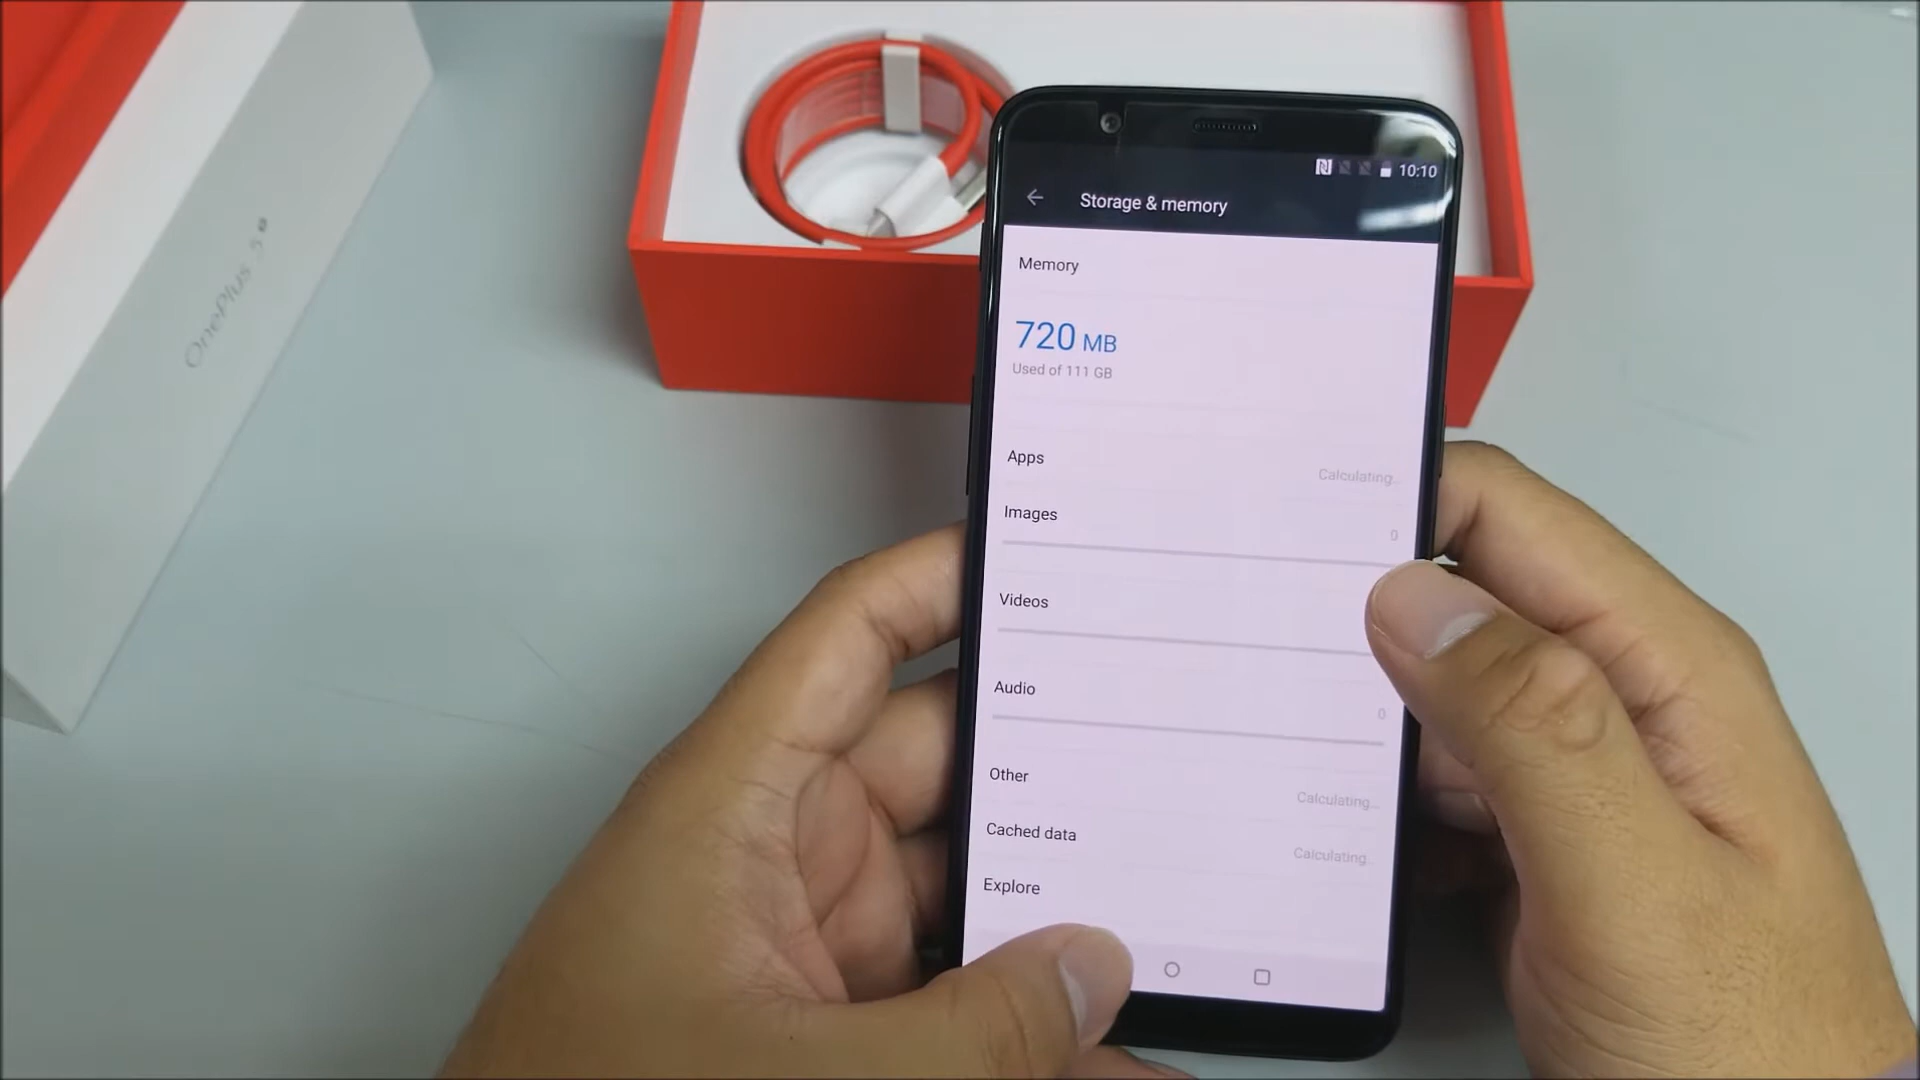 OnePlus 5T
10:10
Storage & memory
Memory
720 MB
Used of 111 GB
Apps
Calculating...
Images
0
Videos
Audio
0
Other
Calculating...
Cached data
Calculating...
Explore